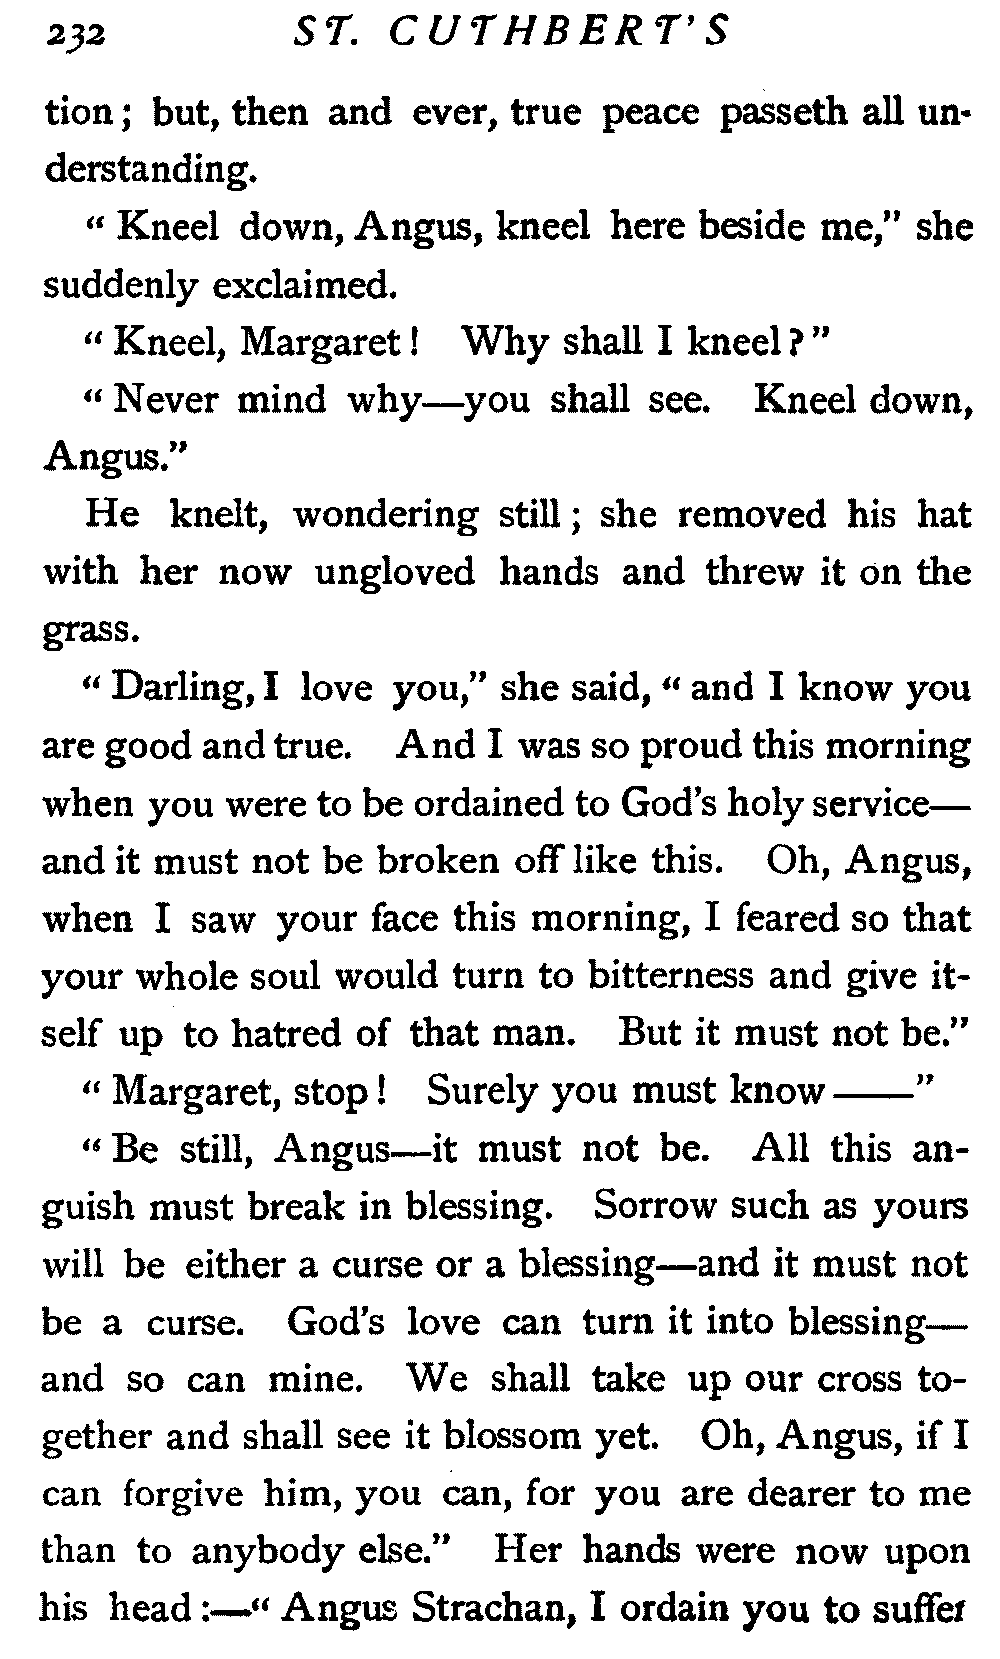 232 ST. CUTHBERT'S
tion; but, then and ever, true peace passeth all un-
derstanding.
“Kneel down, Angus, kneel here beside me,” she
suddenly exclaimed.
“Kneel, Margaret! Why shall I kneel?”
“Never mind why—you shall see. Kneel down,
Angus.”
He knelt, wondering still; she removed his hat
with her now ungloved hands and threw it on the
grass.
“Darling, I love you,” she said, “and I know you
are good and true. And I was so proud this morning
when you were to be ordained to God's holy service—
and it must not be broken off like this. Oh, Angus,
when I saw your face this morning, I feared so that
your whole soul would turn to bitterness and give it-
self up to hatred of that man. But it must not be.”
“Margaret, stop! Surely you must know——”
“Be still, Angus—it must not be. All this an-
guish must break in blessing. Sorrow such as yours
will be either a curse or a blessing—and it must not
be a curse. God's love can turn it into blessing—
and so can mine. We shall take up our cross to-
gether and shall see it blossom yet. Oh, Angus, if I
can forgive him, you can, for you are dearer to me
than to anybody else.” Her hands were now upon
his head:—“Angus Strachan, I ordain you to suffer